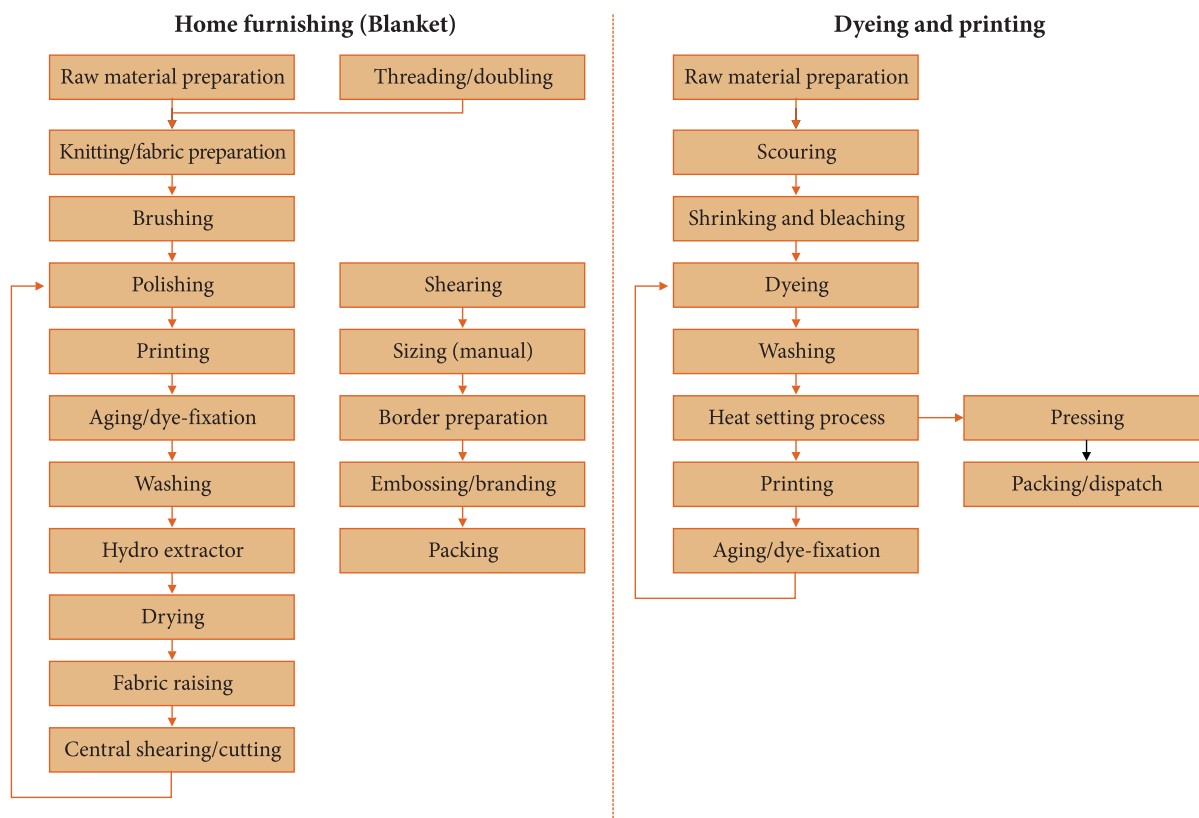 Home furnishing (Blanket)
Raw material preparation
Threading/doubling
Knitting/fabric preparation
Brushing
Polishing
Printing
Aging/dye-fixation
Washing
Hydro extractor
Drying
Fabric raising
Central shearing/cutting
Shearing
Sizing (manual)
Border preparation
Embossing/branding
Packing
Dyeing and printing
Raw material preparation
Scouring
Shrinking and bleaching
Dyeing
Washing
Heat setting process
Printing
Aging/dye-fixation
Pressing
Packing/dispatch